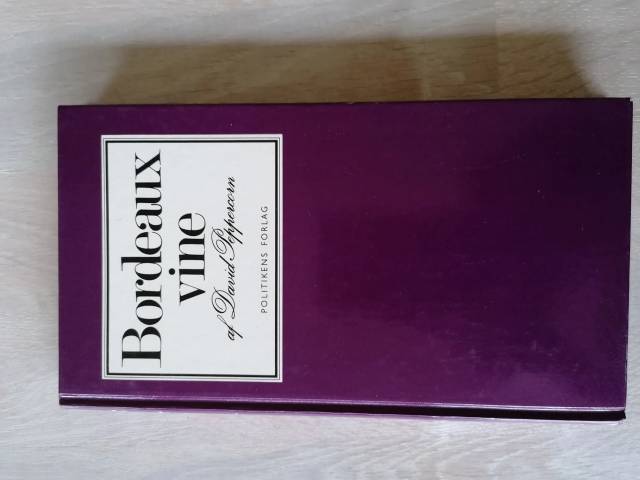 Bordeaux
vine
af David Peppercorn
POLITIKENS FORLAG